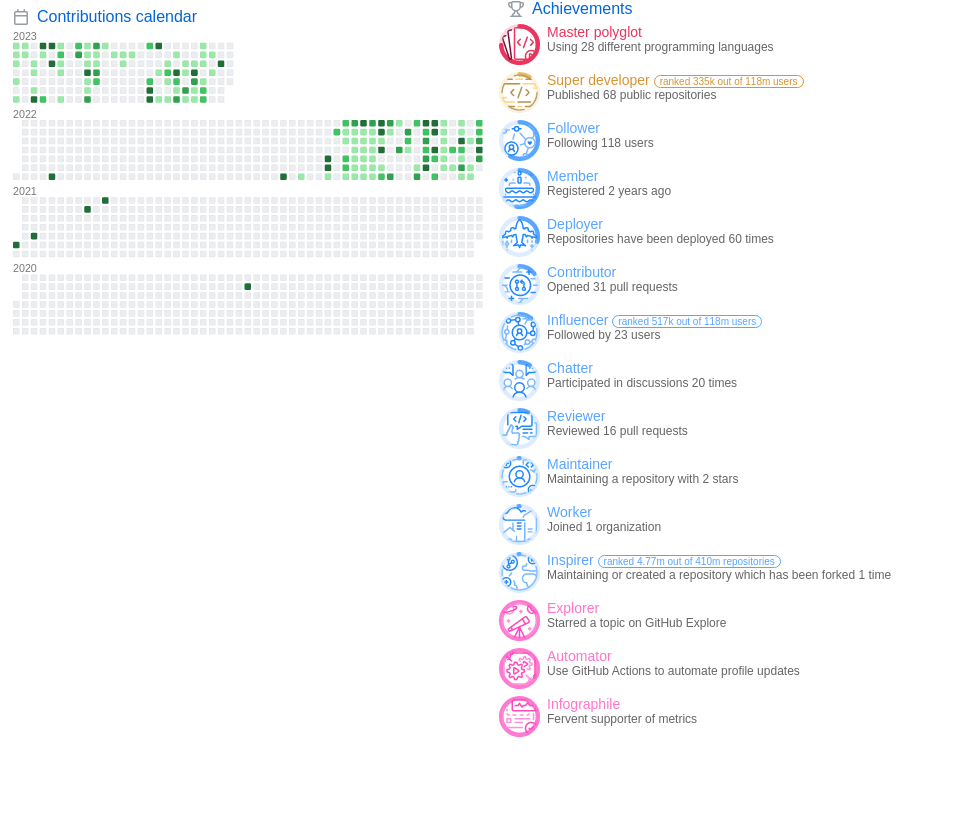 Contributions calendar
2023
2022
2021
2020
Achievements
Master polyglot
Using 28 different programming languages
Super developer ranked 335k out of 118m users
Published 68 public repositories
Follower
Following 118 users
Member
Registered 2 years ago
Deployer
Repositories have been deployed 60 times
Contributor
Opened 31 pull requests
Influencer ranked 517k out of 118m users
Followed by 23 users
Chatter
Participated in discussions 20 times
Reviewer
Reviewed 16 pull requests
Maintainer
Maintaining a repository with 2 stars
Worker
Joined 1 organization
Inspirer ranked 4.77m out of 410m repositories
Maintaining or created a repository which has been forked 1 time
Explorer
Starred a topic on GitHub Explore
Automator
Use GitHub Actions to automate profile updates
Infographile
Fervent supporter of metrics